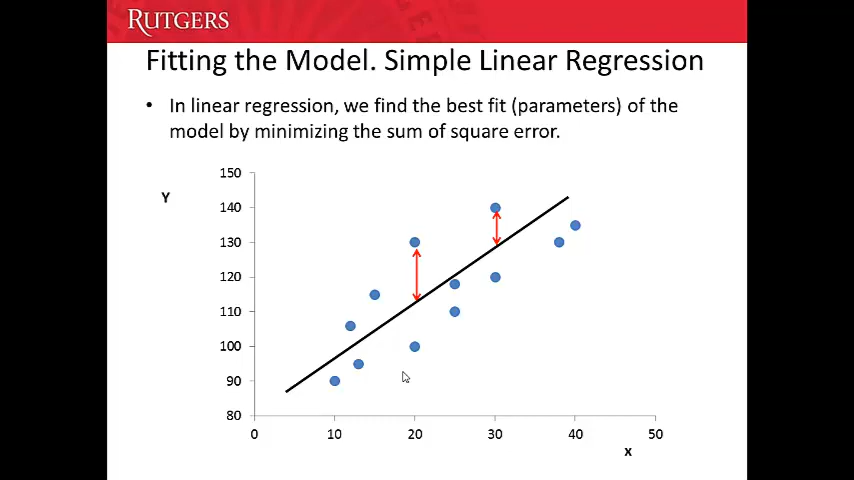 RUTGERS
Fitting the Model. Simple Linear Regression
• In linear regression, we find the best fit (parameters) of the
model by minimizing the sum of square error.
150
Y
140
130
120
110
100
90
80
0 10 20 30 40 50
x